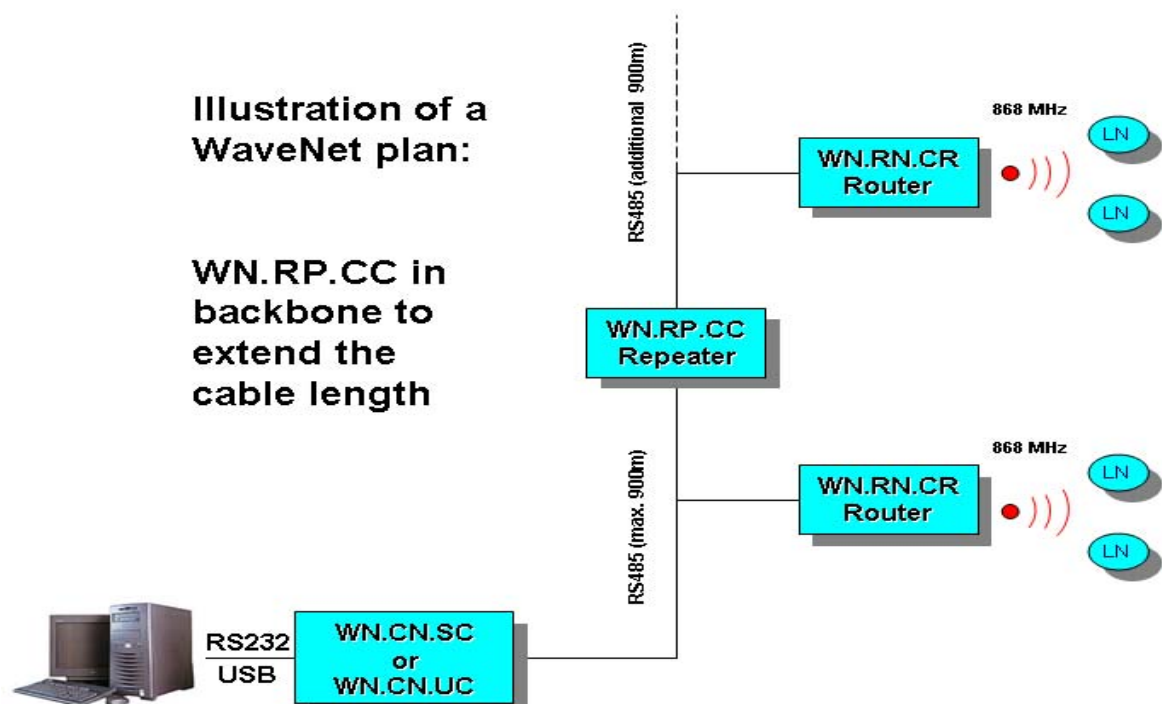 Illustration of a
WaveNet plan:
WN.RP.CC in
backbone to
extend the
cable length
RS485 (additional 900m)
868 MHz
LN
WN.RN.CR
Router
LN
WN.RP.CC
Repeater
RS485 (max. 900m)
868 MHz
LN
WN.RN.CR
Router
LN
RS232
USB
WN.CN.SC
or
WN.CN.UC